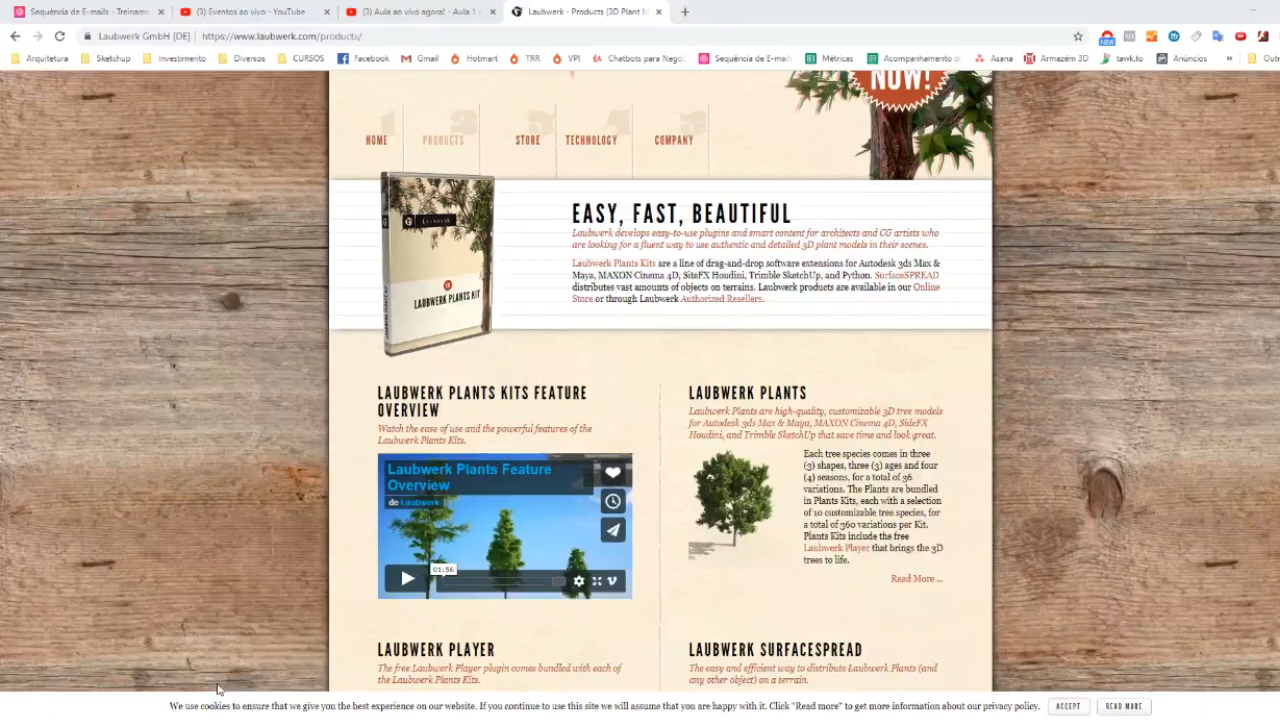 Sequência de E-mails - Treiname
(3) Eventos ao vivo - YouTube
(3) Aula ao vivo agora! - Aula 1
Laubwerk - Products (3D Plant M
Laubwerk GmbH [DE] | https://www.laubwerk.com/products/
NEW
Arquitetura
Sketchup
Investimento
Diversos
CURSOS
Facebook
Gmail
Hotmart
TRR
VPI
Chatbots para Negó
Sequência de E-mail
Métricas
Acompanhamento d
Asana
Armazém 3D
tawk.to
Anúncios
»
Outr
NOW!
1
2
3
4
5
HOME
PRODUCTS
STORE
TECHNOLOGY
COMPANY
LAUBWERK
LAUBWERK PLANTS KIT
EASY, FAST, BEAUTIFUL
Laubwerk develops easy-to-use plugins and smart content for architects and CG artists who
are looking for a fluent way to use authentic and detailed 3D plant models in their scenes.
Laubwerk Plants Kits are a line of drag-and-drop software extensions for Autodesk 3ds Max &
Maya, MAXON Cinema 4D, SiteFX Houdini, Trimble SketchUp, and Python. SurfaceSPREAD
distributes vast amounts of objects on terrains. Laubwerk products are available in our Online
Store or through Laubwerk Authorized Resellers.
LAUBWERK PLANTS KITS FEATURE
OVERVIEW
Watch the ease of use and the powerful features of the
Laubwerk Plants Kits.
Laubwerk Plants Feature
Overview
de Laubwerk
01:56
LAUBWERK PLANTS
Laubwerk Plants are high-quality, customizable 3D tree models
for Autodesk 3ds Max & Maya, MAXON Cinema 4D, SideFX
Houdini, and Trimble SketchUp that save time and look great.
Each tree species comes in three
(3) shapes, three (3) ages and four
(4) seasons, for a total of 36
variations. The Plants are bundled
in Plants Kits, each with a selection
of 10 customizable tree species, for
a total of 360 variations per Kit.
Plants Kits include the free
Laubwerk Player that brings the 3D
trees to life.
Read More ...
LAUBWERK PLAYER
The free Laubwerk Player plugin comes bundled with each of
the Laubwerk Plants Kits.
LAUBWERK SURFACESPREAD
The easy and efficient way to distribute Laubwerk Plants (and
any other object) on a terrain.
We use cookies to ensure that we give you the best experience on our website. If you continue to use this site we will assume that you are happy with it. Click "Read more" to get more information about our privacy policy.
ACCEPT
READ MORE